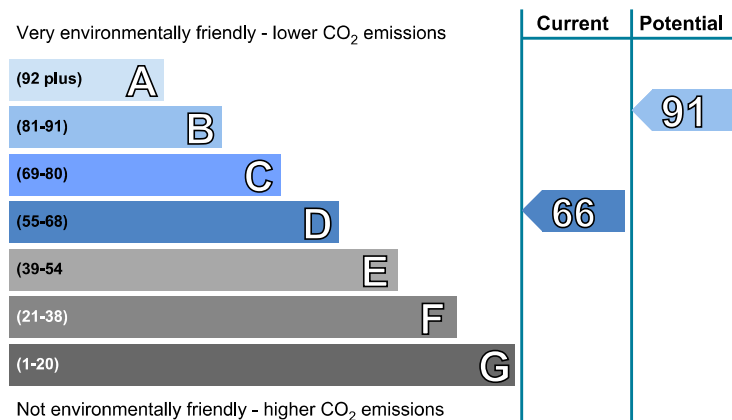 Very environmentally friendly - lower CO₂ emissions
Current
Potential
(92 plus) A
(81-91) B
91
(69-80) C
(55-68) D
66
(39-54 E
(21-38) F
(1-20) G
Not environmentally friendly - higher CO₂ emissions